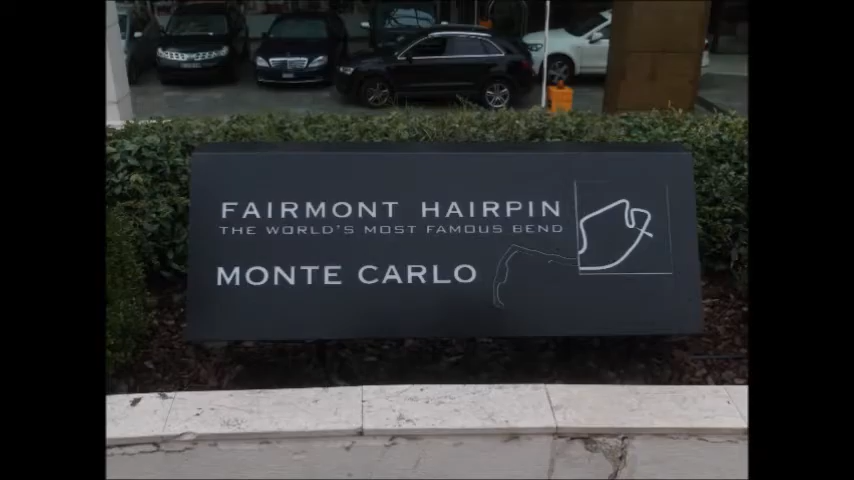 FAIRMONT HAIRPIN
THE WORLD'S MOST FAMOUS BEND
MONTE CARLO